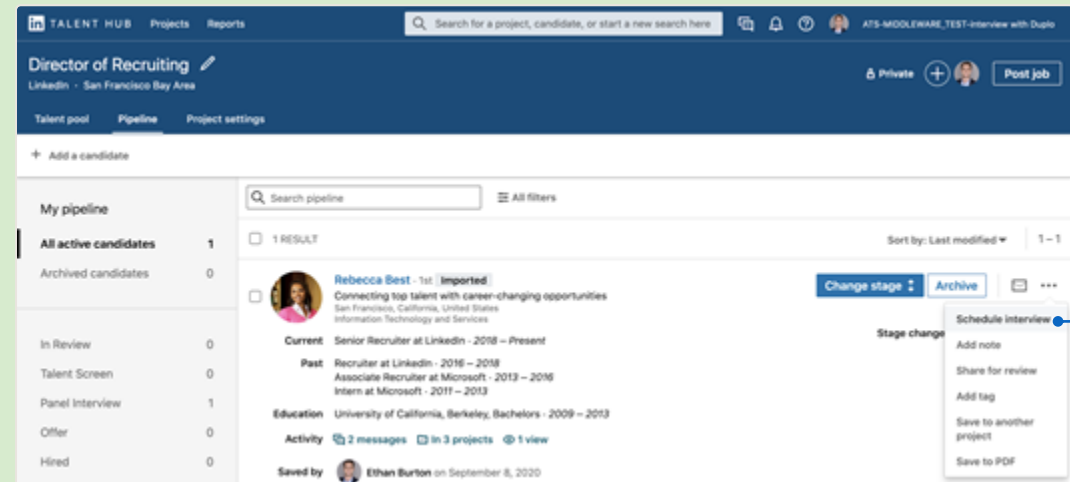 in TALENT HUB Projects Reports Search for a project, candidate, or start a new search here ATS-MIDDLEWARE_TEST-interview with Duplo
Director of Recruiting
LinkedIn · San Francisco Bay Area
Private Post job
Talent pool Pipeline Project settings
+ Add a candidate
My pipeline
All active candidates 1
Archived candidates 0
In Review 0
Talent Screen 0
Panel Interview 1
Offer 0
Hired 0
Search pipeline All filters
1 RESULT Sort by: Last modified 1–1
Rebecca Best · 1st Imported
Connecting top talent with career-changing opportunities
San Francisco, California, United States
Information Technology and Services
Current Senior Recruiter at LinkedIn · 2018 – Present
Past Recruiter at LinkedIn · 2016 – 2018
Associate Recruiter at Microsoft · 2013 – 2016
Intern at Microsoft · 2011 – 2013
Education University of California, Berkeley, Bachelors · 2009 – 2013
Activity 2 messages In 3 projects 1 view
Saved by Ethan Burton on September 8, 2020
Change stage Archive
Stage change
Schedule interview
Add note
Share for review
Add tag
Save to another
project
Save to PDF